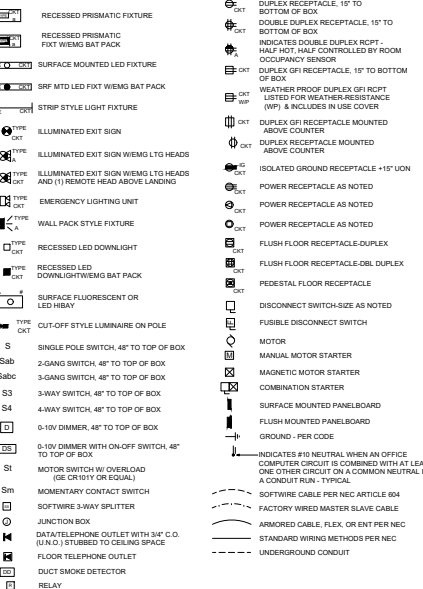 CKT
a
RECESSED PRISMATIC FIXTURE
CKT
a
RECESSED PRISMATIC
FIXT W/EMG BAT PACK
CKT
SURFACE MOUNTED LED FIXTURE
CKT
SRF MTD LED FIXT W/EMG BAT PACK
CKT
STRIP STYLE LIGHT FIXTURE
TYPE
CKT
ILLUMINATED EXIT SIGN
TYPE
A
ILLUMINATED EXIT SIGN W/EMG LTG HEADS
TYPE
CKT
ILLUMINATED EXIT SIGN W/EMG LTG HEADS
AND (1) REMOTE HEAD ABOVE LANDING
TYPE
CKT
EMERGENCY LIGHTING UNIT
TYPE
A
WALL PACK STYLE FIXTURE
TYPE
CKT
RECESSED LED DOWNLIGHT
TYPE
CKT
RECESSED LED
DOWNLIGHTW/EMG BAT PACK
#
SURFACE FLUORESCENT OR
LED HIBAY
TYPE
CKT
CUT-OFF STYLE LUMINAIRE ON POLE
S SINGLE POLE SWITCH, 48" TO TOP OF BOX
Sab 2-GANG SWITCH, 48" TO TOP OF BOX
Sabc 3-GANG SWITCH, 48" TO TOP OF BOX
S3 3-WAY SWITCH, 48" TO TOP OF BOX
S4 4-WAY SWITCH, 48" TO TOP OF BOX
D 0-10V DIMMER, 48" TO TOP OF BOX
DS 0-10V DIMMER WITH ON-OFF SWITCH, 48"
TO TOP OF BOX
St MOTOR SWITCH W/ OVERLOAD
(GE CR101Y OR EQUAL)
Sm MOMENTARY CONTACT SWITCH
SOFTWIRE 3-WAY SPLITTER
J JUNCTION BOX
DATA/TELEPHONE OUTLET WITH 3/4" C.O.
(U.N.O.) STUBBED TO CEILING SPACE
FLOOR TELEPHONE OUTLET
DD DUCT SMOKE DETECTOR
R RELAY
CKT
DUPLEX RECEPTACLE, 15" TO
BOTTOM OF BOX
CKT
DOUBLE DUPLEX RECEPTACLE, 15" TO
BOTTOM OF BOX
CKT
A
INDICATES DOUBLE DUPLEX RCPT -
HALF HOT, HALF CONTROLLED BY ROOM
OCCUPANCY SENSOR
CKT DUPLEX GFI RECEPTACLE, 15" TO BOTTOM
OF BOX
CKT
W/P
WEATHER PROOF DUPLEX GFI RCPT
LISTED FOR WEATHER-RESISTANCE
(WP) & INCLUDES IN USE COVER
CKT DUPLEX GFI RECEPTACLE MOUNTED
ABOVE COUNTER
CKT DUPLEX RECEPTACLE MOUNTED
ABOVE COUNTER
IG
CKT
ISOLATED GROUND RECEPTACLE +15" UON
CKT
POWER RECEPTACLE AS NOTED
CKT
POWER RECEPTACLE AS NOTED
CKT
POWER RECEPTACLE AS NOTED
CKT
FLUSH FLOOR RECEPTACLE-DUPLEX
CKT
FLUSH FLOOR RECEPTACLE-DBL DUPLEX
CKT
PEDESTAL FLOOR RECEPTACLE
DISCONNECT SWITCH-SIZE AS NOTED
FUSIBLE DISCONNECT SWITCH
MOTOR
M MANUAL MOTOR STARTER
MAGNETIC MOTOR STARTER
COMBINATION STARTER
SURFACE MOUNTED PANELBOARD
FLUSH MOUNTED PANELBOARD
GROUND - PER CODE
INDICATES #10 NEUTRAL WHEN AN OFFICE
COMPUTER CIRCUIT IS COMBINED WITH AT
ONE OTHER CIRCUIT ON A COMMON NEUTRAL
A CONDUIT RUN - TYPICAL
SOFTWIRE CABLE PER NEC ARTICLE 604
FACTORY WIRED MASTER SLAVE CABLE
ARMORED CABLE, FLEX, OR ENT PER NEC
STANDARD WIRING METHODS PER NEC
UNDERGROUND CONDUIT